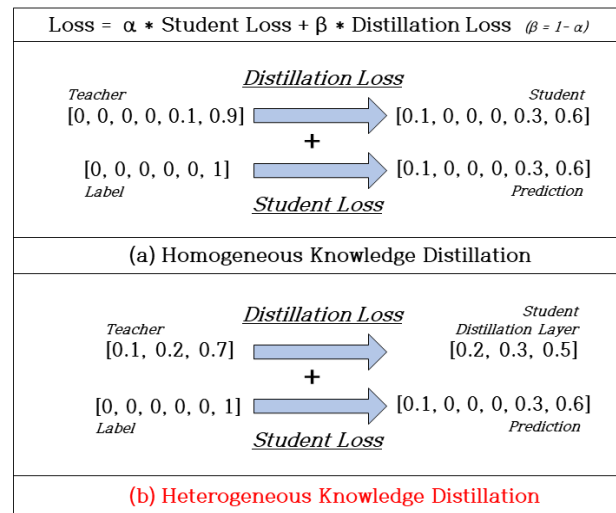 Loss = α * Student Loss + β * Distillation Loss (β = 1- α)
Distillation Loss
Teacher
Student
[0, 0, 0, 0, 0.1, 0.9]
[0.1, 0, 0, 0, 0.3, 0.6]
+
[0, 0, 0, 0, 0, 1]
[0.1, 0, 0, 0, 0.3, 0.6]
Label
Prediction
Student Loss
(a) Homogeneous Knowledge Distillation
Distillation Loss
Student
Teacher
Distillation Layer
[0.1, 0.2, 0.7]
[0.2, 0.3, 0.5]
+
[0, 0, 0, 0, 0, 1]
[0.1, 0, 0, 0, 0.3, 0.6]
Label
Prediction
Student Loss
(b) Heterogeneous Knowledge Distillation